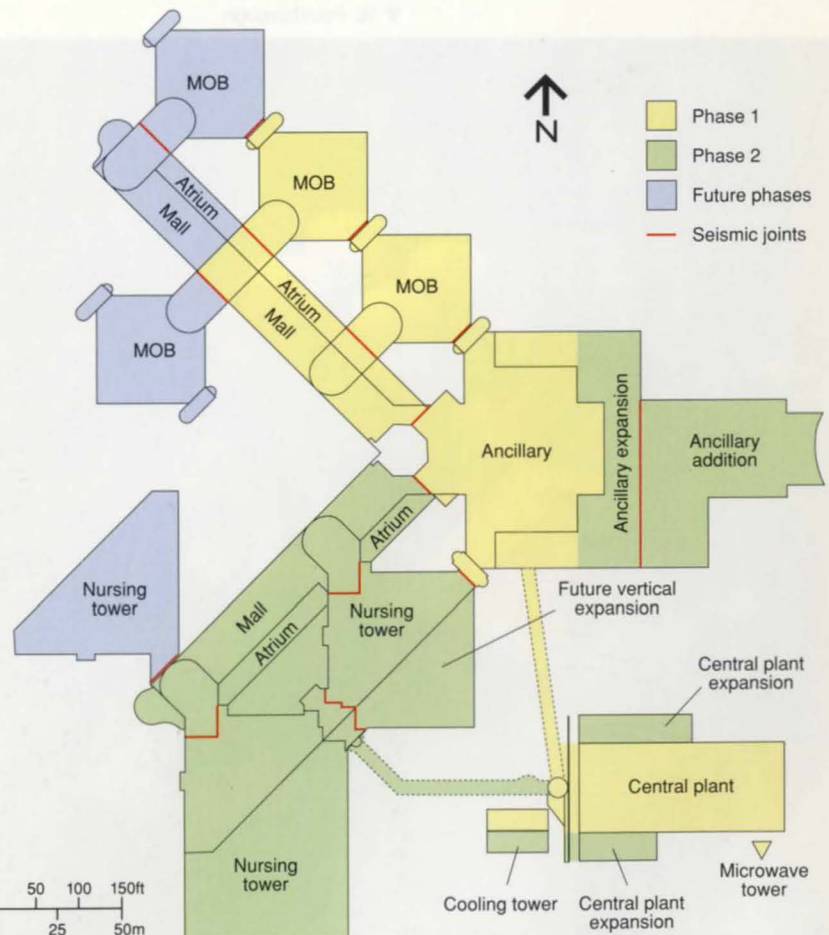 MOB
N
Phase 1
Phase 2
Future phases
Seismic joints
Atrium
Mall
MOB
Atrium
Mall
MOB
MOB
Ancillary
Ancillary expansion
Ancillary
addition
Atrium
Nursing
tower
Mall
Atrium
Nursing
tower
Future vertical
expansion
Central plant
expansion
Central plant
Nursing
tower
Cooling tower
Central plant
expansion
Microwave
tower
50 100 150ft
25 50m